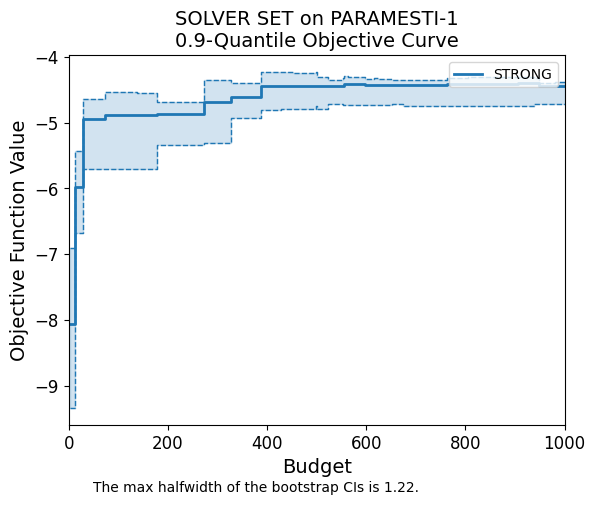 SOLVER SET on PARAMESTI-1
0.9-Quantile Objective Curve
STRONG
Objective Function Value
−4
−5
−6
−7
−8
−9
0 200 400 600 800 1000
Budget
The max halfwidth of the bootstrap CIs is 1.22.